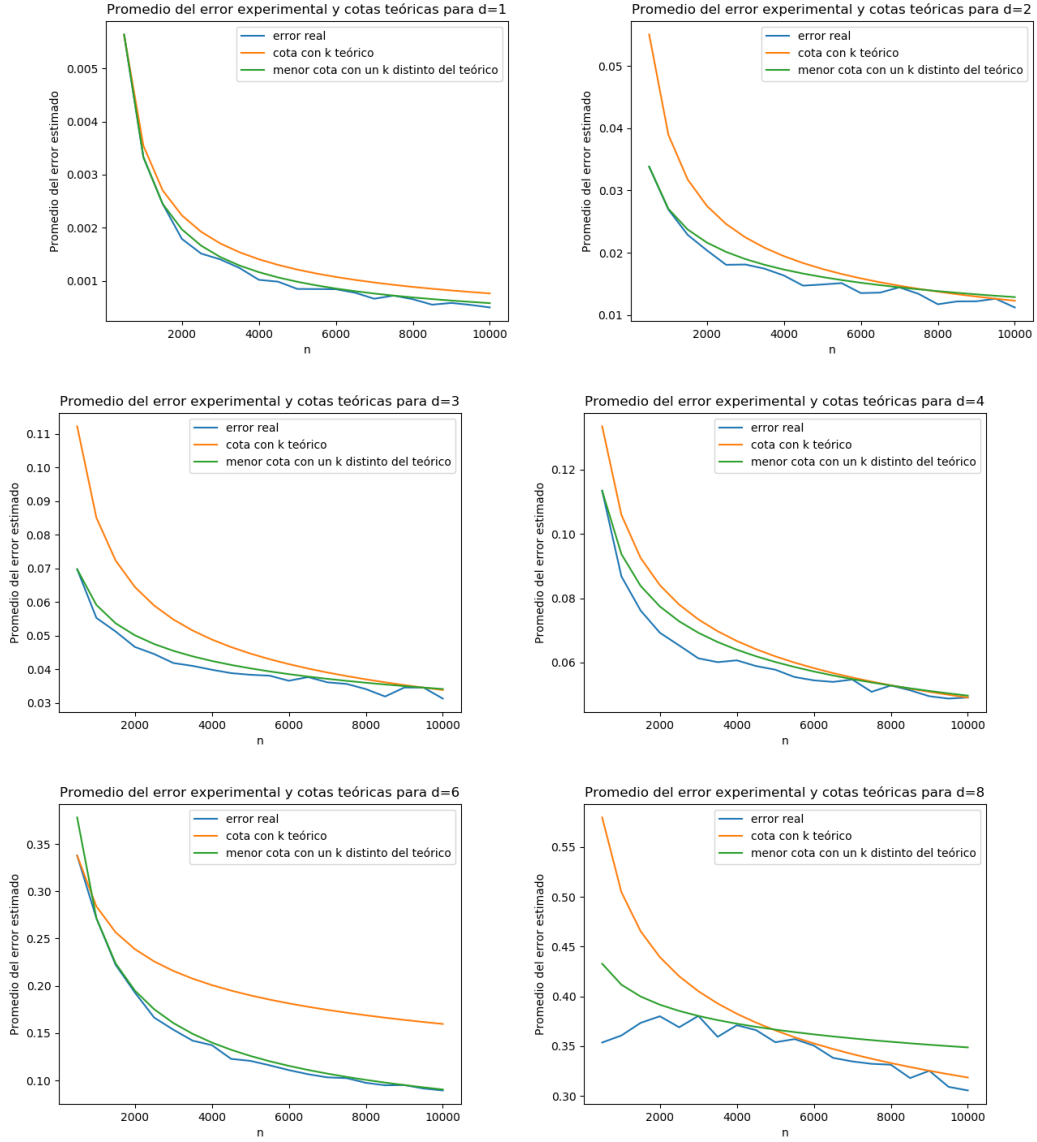 Promedio del error experimental y cotas teóricas para d=1
error real
cota con k teórico
menor cota con un k distinto del teórico
Promedio del error estimado
0.005
0.004
0.003
0.002
0.001
2000 4000 6000 8000 10000
n
Promedio del error experimental y cotas teóricas para d=2
error real
cota con k teórico
menor cota con un k distinto del teórico
Promedio del error estimado
0.05
0.04
0.03
0.02
0.01
2000 4000 6000 8000 10000
n
Promedio del error experimental y cotas teóricas para d=3
error real
cota con k teórico
menor cota con un k distinto del teórico
Promedio del error estimado
0.11
0.10
0.09
0.08
0.07
0.06
0.05
0.04
0.03
2000 4000 6000 8000 10000
n
Promedio del error experimental y cotas teóricas para d=4
error real
cota con k teórico
menor cota con un k distinto del teórico
Promedio del error estimado
0.12
0.10
0.08
0.06
2000 4000 6000 8000 10000
n
Promedio del error experimental y cotas teóricas para d=6
error real
cota con k teórico
menor cota con un k distinto del teórico
Promedio del error estimado
0.35
0.30
0.25
0.20
0.15
0.10
2000 4000 6000 8000 10000
n
Promedio del error experimental y cotas teóricas para d=8
error real
cota con k teórico
menor cota con un k distinto del teórico
Promedio del error estimado
0.55
0.50
0.45
0.40
0.35
0.30
2000 4000 6000 8000 10000
n